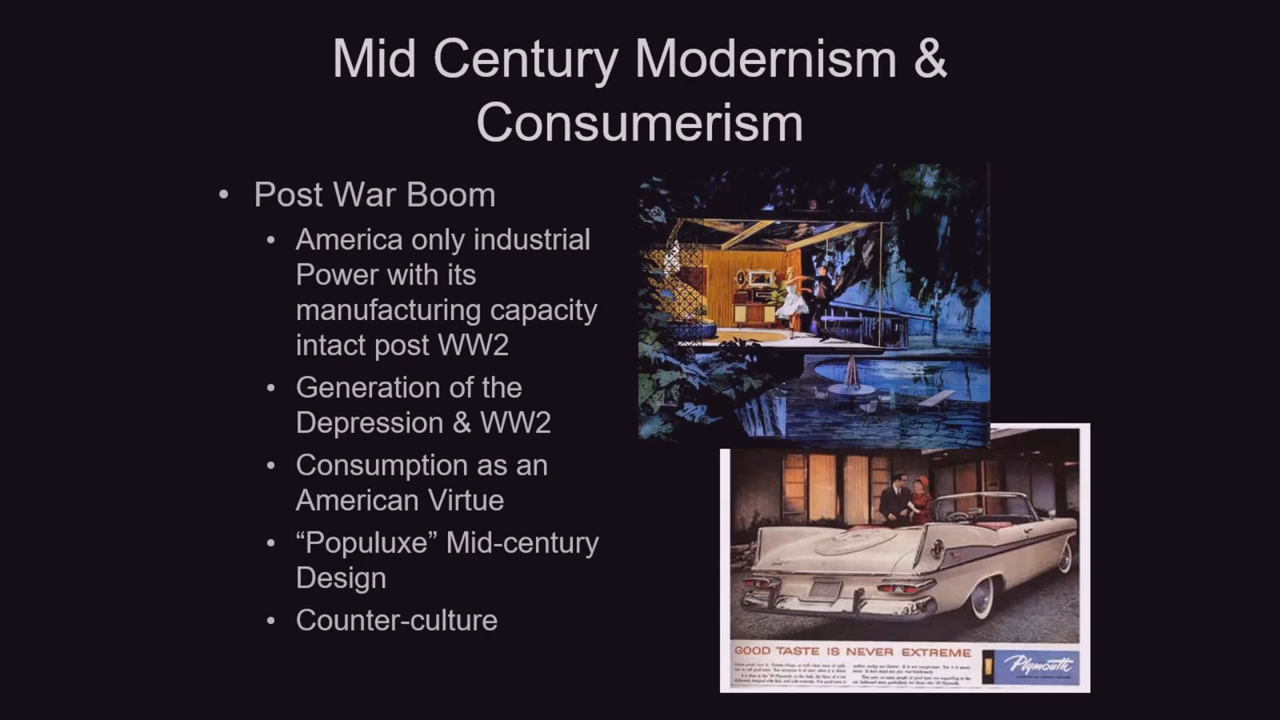 Mid Century Modernism &
Consumerism
• Post War Boom
• America only industrial
Power with its
manufacturing capacity
intact post WW2
• Generation of the
Depression & WW2
• Consumption as an
American Virtue
• “Populuxe” Mid-century
Design
• Counter-culture
GOOD TASTE IS NEVER EXTREME
Plymouth